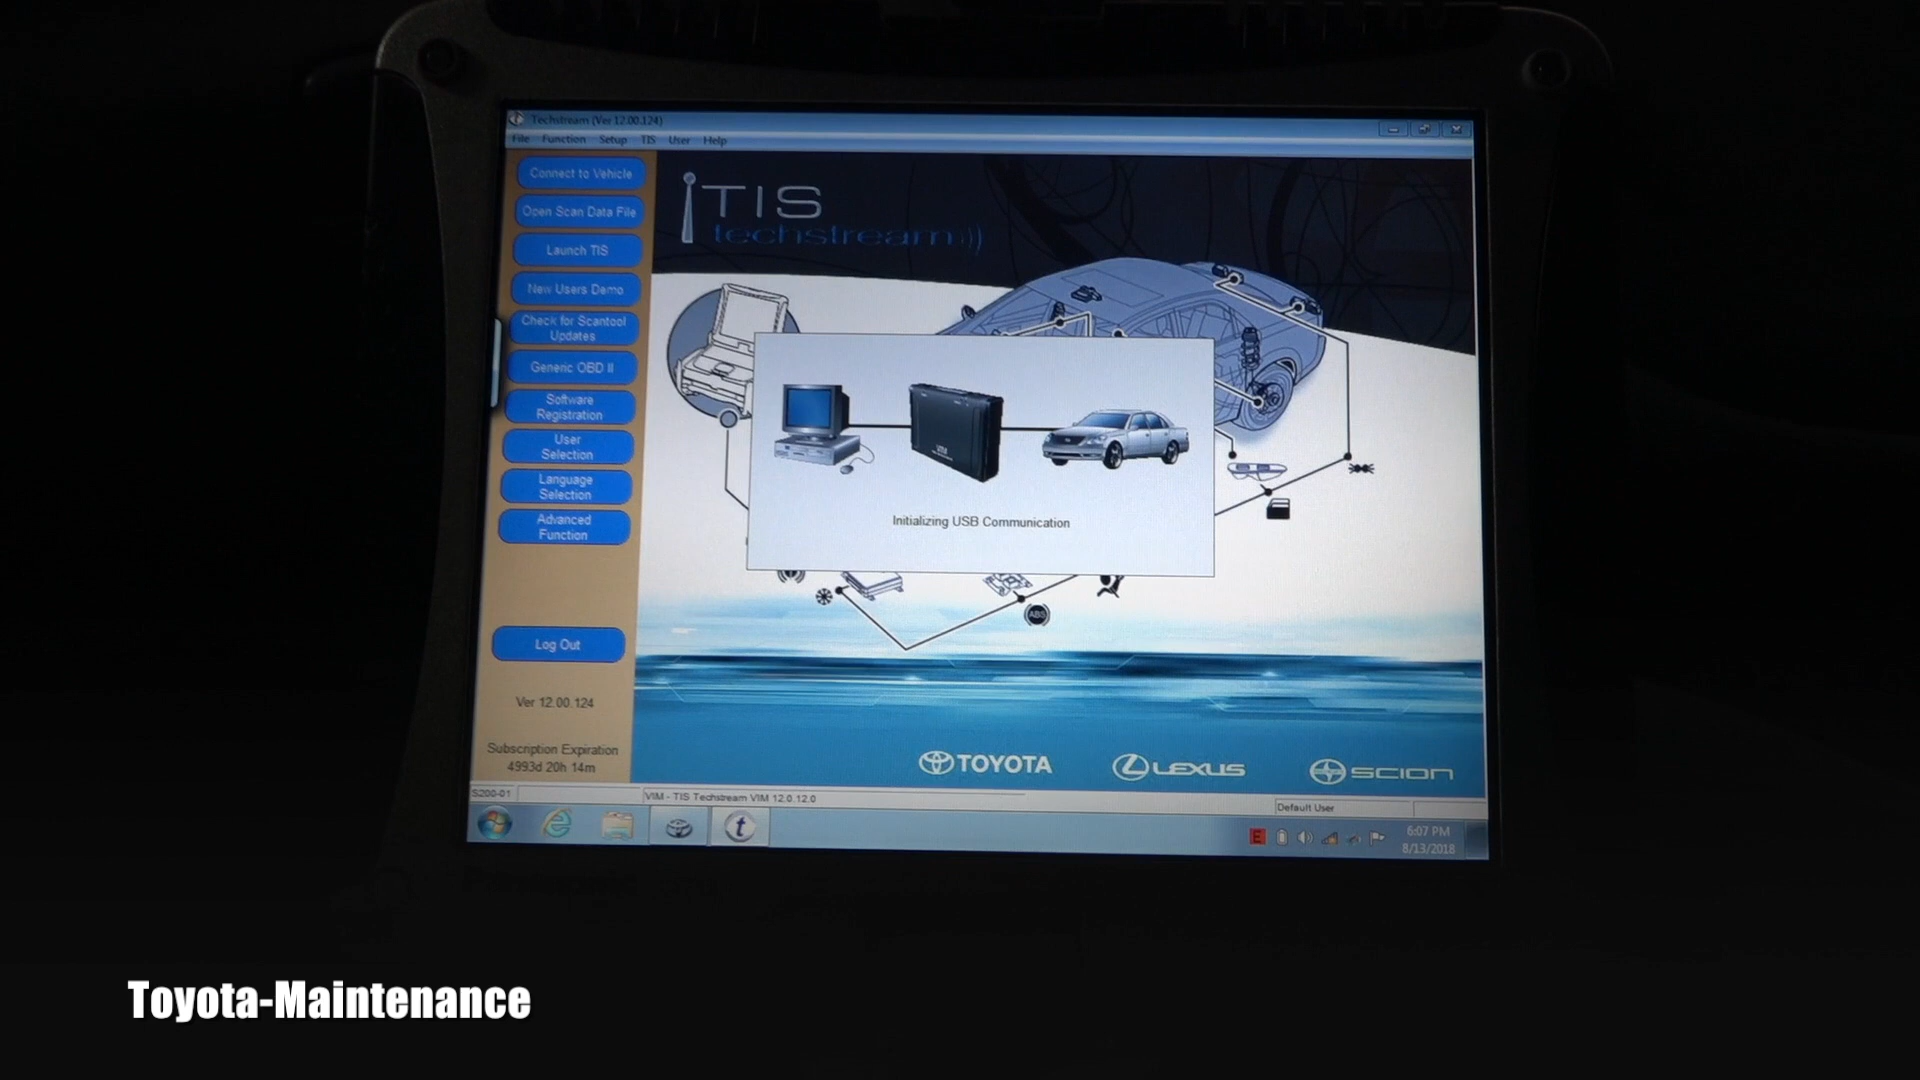 Techstream (Ver 12.00.124)
File Function Setup TIS User Help
Connect to Vehicle
Open Scan Data File
Launch TIS
New Users Demo
Check for Scantool
Updates
Generic OBD II
Software
Registration
User
Selection
Language
Selection
Advanced
Function
Log Out
Ver 12.00.124
Subscription Expiration
4993d 20h 14m
TIS
techstream
VIM
Initializing USB Communication
ABS
TOYOTA
LEXUS
SCION
S200-01
VIM - TIS Techstream VIM 12.0.12.0
Default User
t
E
6:07 PM
8/13/2018
Toyota-Maintenance